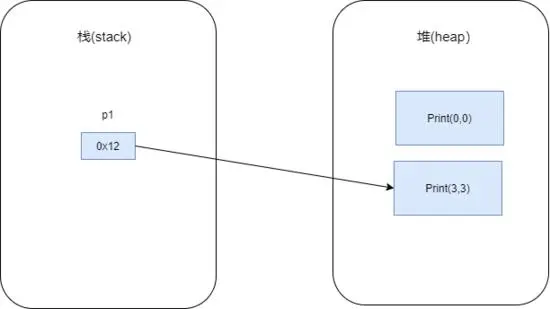 栈(stack)
堆(heap)
p1
0x12
Print(0,0)
Print(3,3)